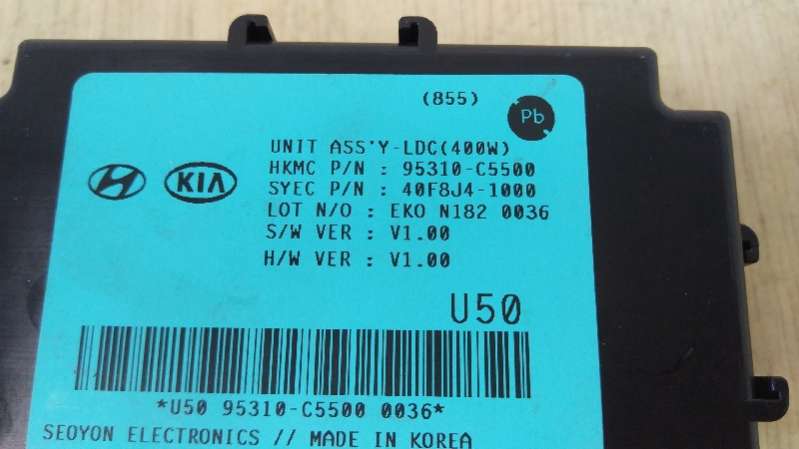 (855)
Pb
UNIT ASS'Y-LDC(400W)
HKMC P/N : 95310-C5500
KIA
SYEC P/N : 40F8J4-1000
LOT N/O : EKO N182 0036
S/W VER : V1.00
H/W VER : V1.00
U50
*U50 95310-C5500 0036*
SEOYON ELECTRONICS // MADE IN KOREA